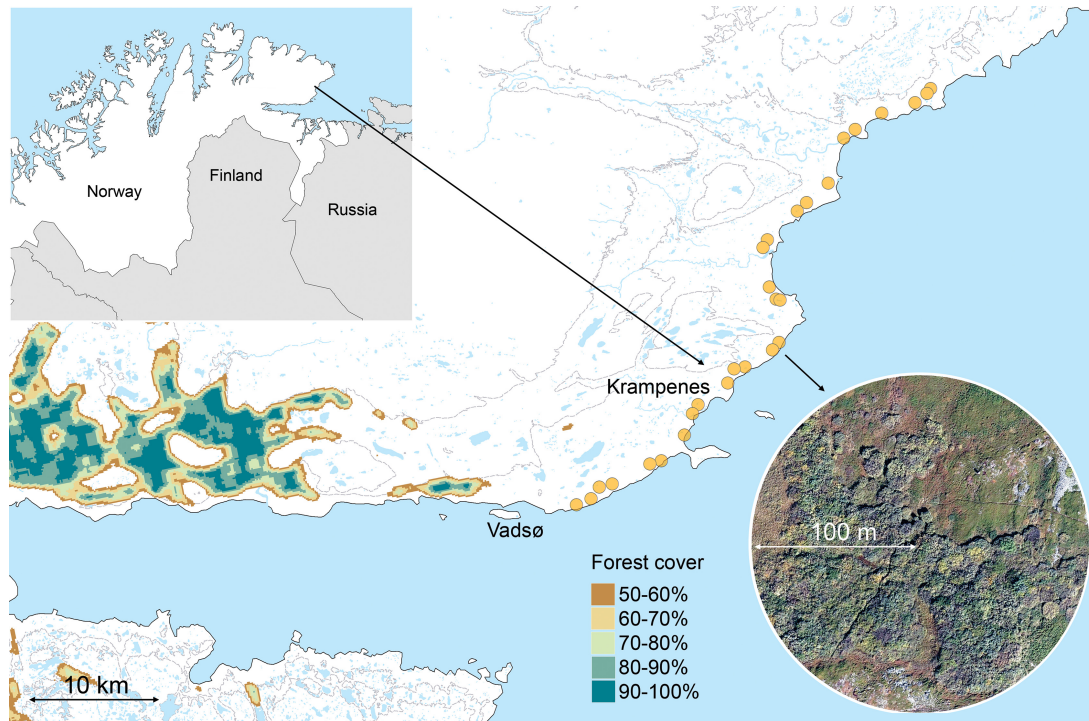 Norway
Finland
Russia
Krampenes
Vadsø
100 m
Forest cover
50-60%
60-70%
70-80%
80-90%
90-100%
10 km